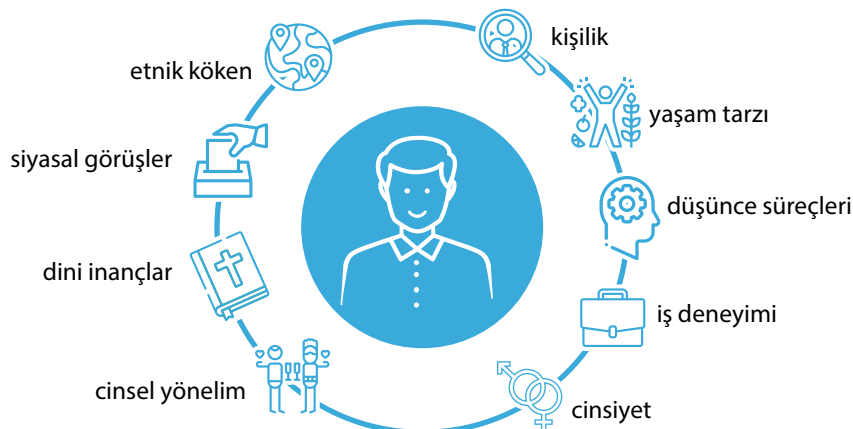 kişilik
etnik köken
yaşam tarzı
siyasal görüşler
düşünce süreçleri
dini inançlar
iş deneyimi
cinsel yönelim
cinsiyet